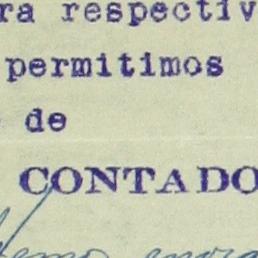 ra respectiv
permitimos
de
CONTADO